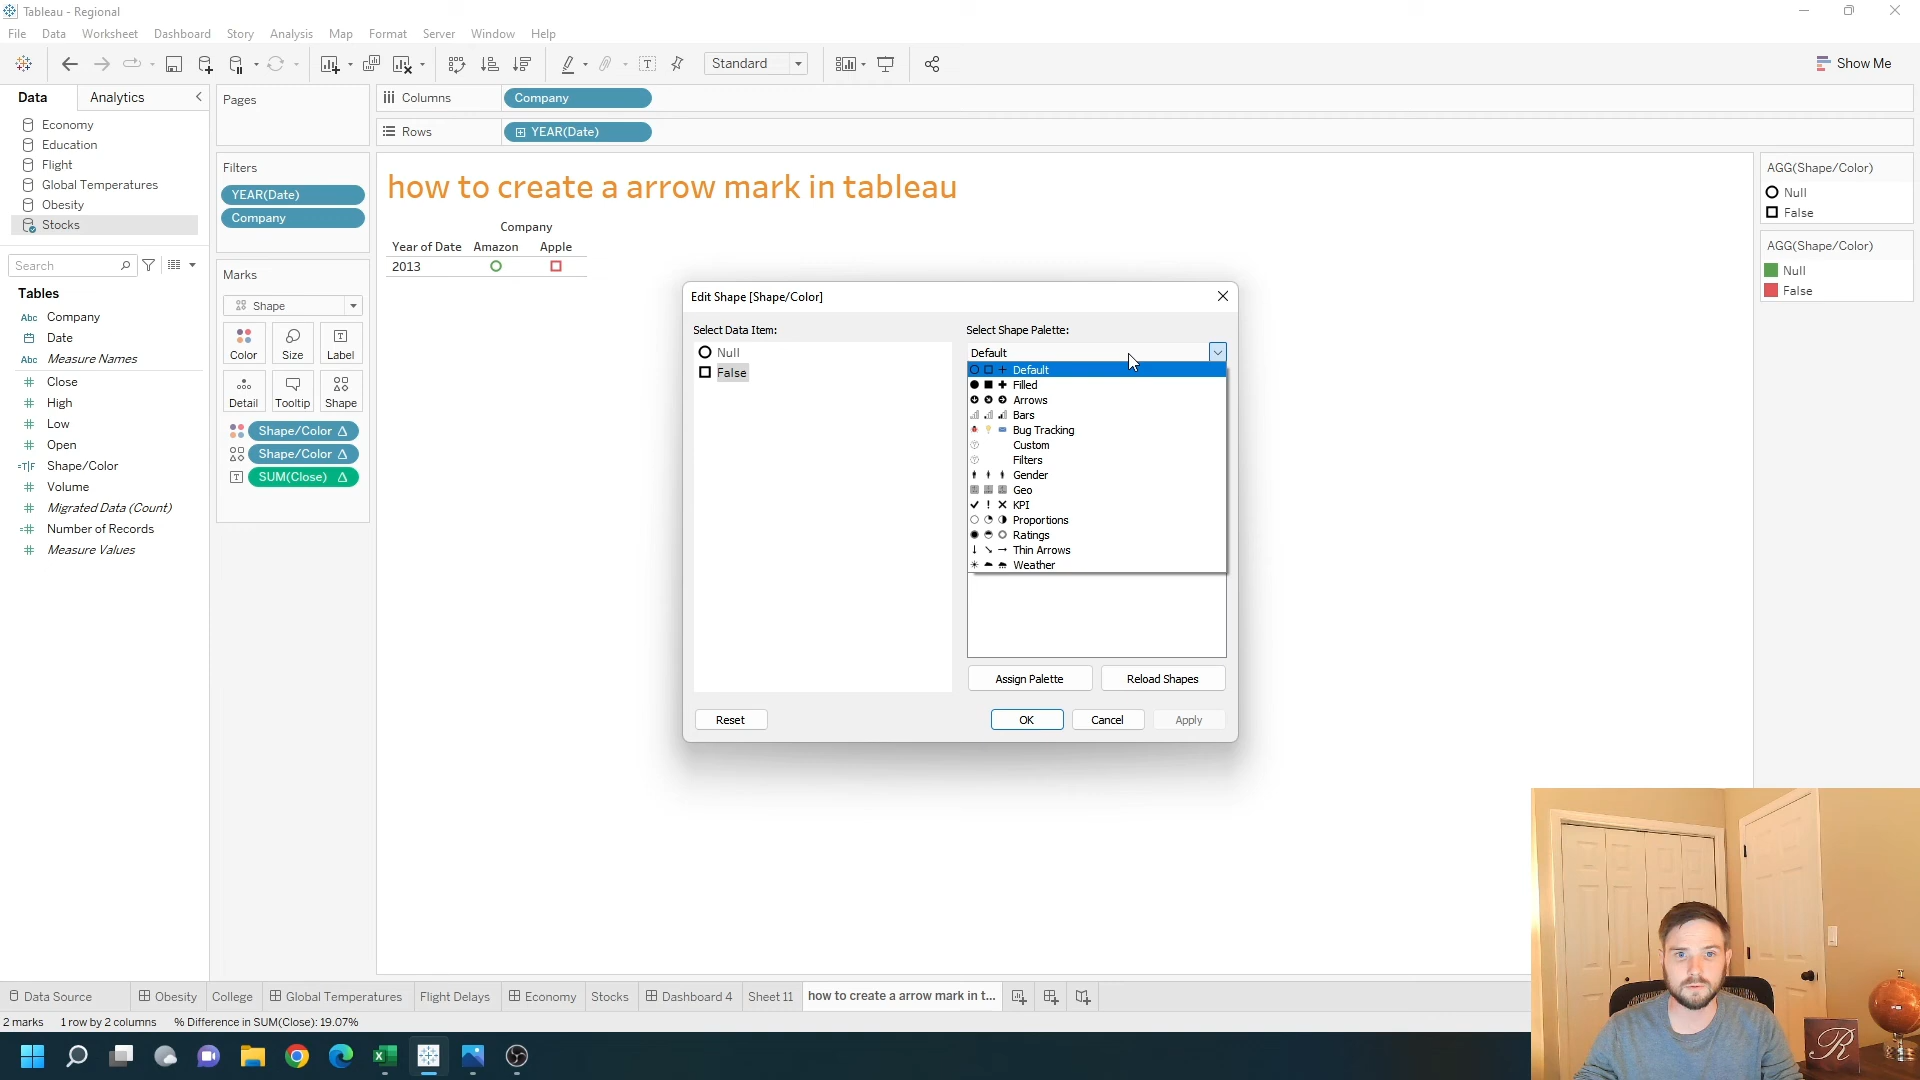 Tableau - Regional
File Data Worksheet Dashboard Story Analysis Map Format Server Window Help
Standard
Show Me
Data Analytics
Economy
Education
Flight
Global Temperatures
Obesity
Stocks
Search
Tables
Abc Company
Date
Abc Measure Names
Close
High
Low
Open
=T|F Shape/Color
Volume
Migrated Data (Count)
Number of Records
Measure Values
Pages
Filters
YEAR(Date)
Company
Marks
Shape
Color Size Label
Detail Tooltip Shape
Shape/Color
Shape/Color
SUM(Close)
Columns Company
Rows YEAR(Date)
how to create a arrow mark in tableau
Company
Year of Date Amazon Apple
2013
Edit Shape [Shape/Color]
Select Data Item:
Null
False
Select Shape Palette:
Default
Default
Filled
Arrows
Bars
Bug Tracking
Custom
Filters
Gender
Geo
KPI
Proportions
Ratings
Thin Arrows
Weather
Assign Palette Reload Shapes
Reset OK Cancel Apply
AGG(Shape/Color)
Null
False
AGG(Shape/Color)
Null
False
Data Source Obesity College Global Temperatures Flight Delays Economy Stocks Dashboard 4 Sheet 11 how to create a arrow mark in t...
2 marks 1 row by 2 columns % Difference in SUM(Close): 19.07%
R